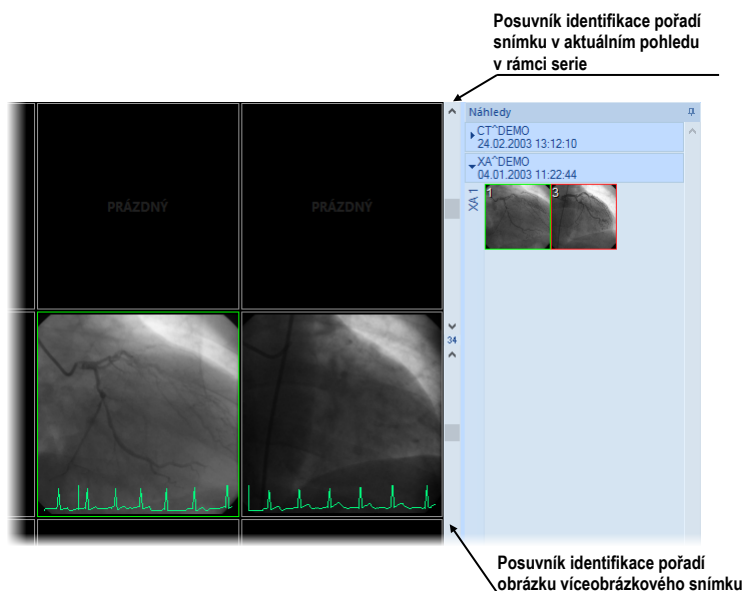 Posuvník identifikace pořadí
snímku v aktuálním pohledu
v rámci serie
Náhledy
CT^DEMO
24.02.2003 13:12:10
XA^DEMO
04.01.2003 11:22:44
XA 1
1
3
PRÁZDNÝ
PRÁZDNÝ
34
Posuvník identifikace pořadí
obrázku víceobrázkového snímku